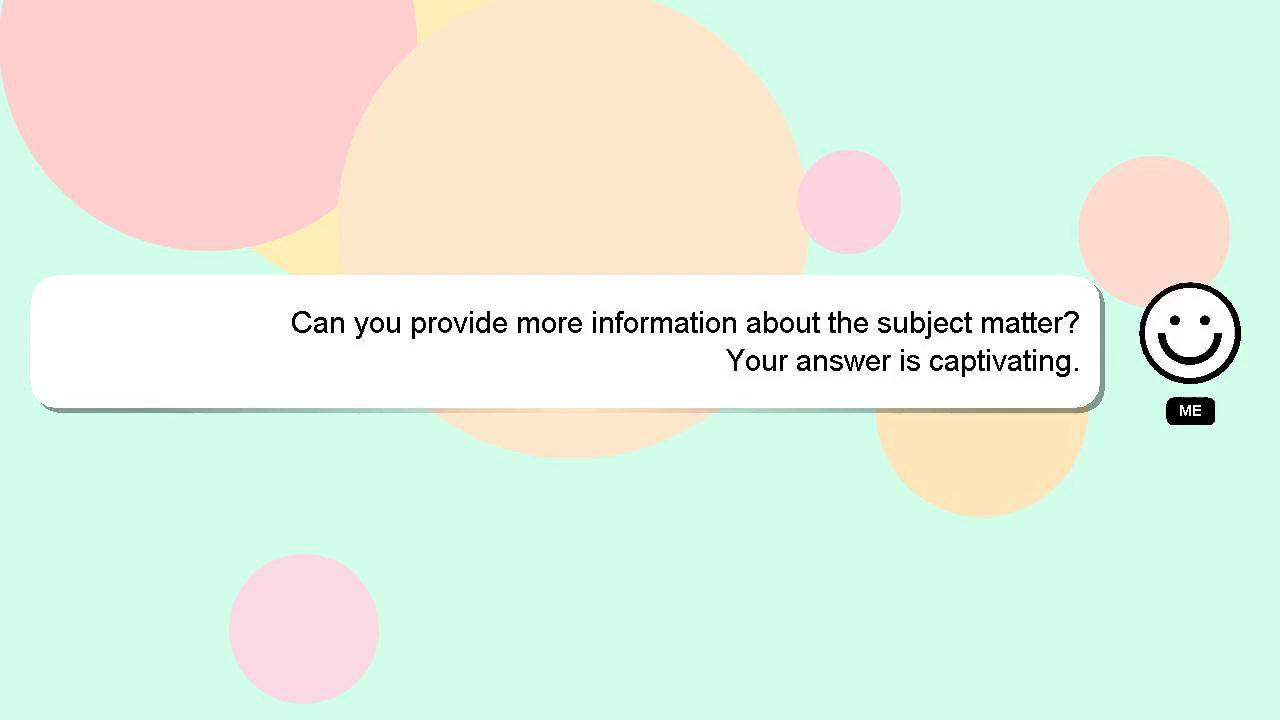 Can you provide more information about the subject matter?
Your answer is captivating.
ME